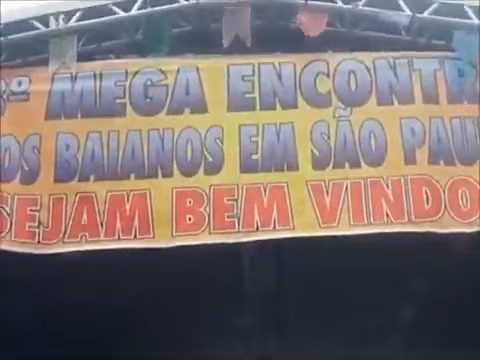 º MEGA ENCONTR
OS BAIANOS EM SÃO PAU
SEJAM BEM VINDO